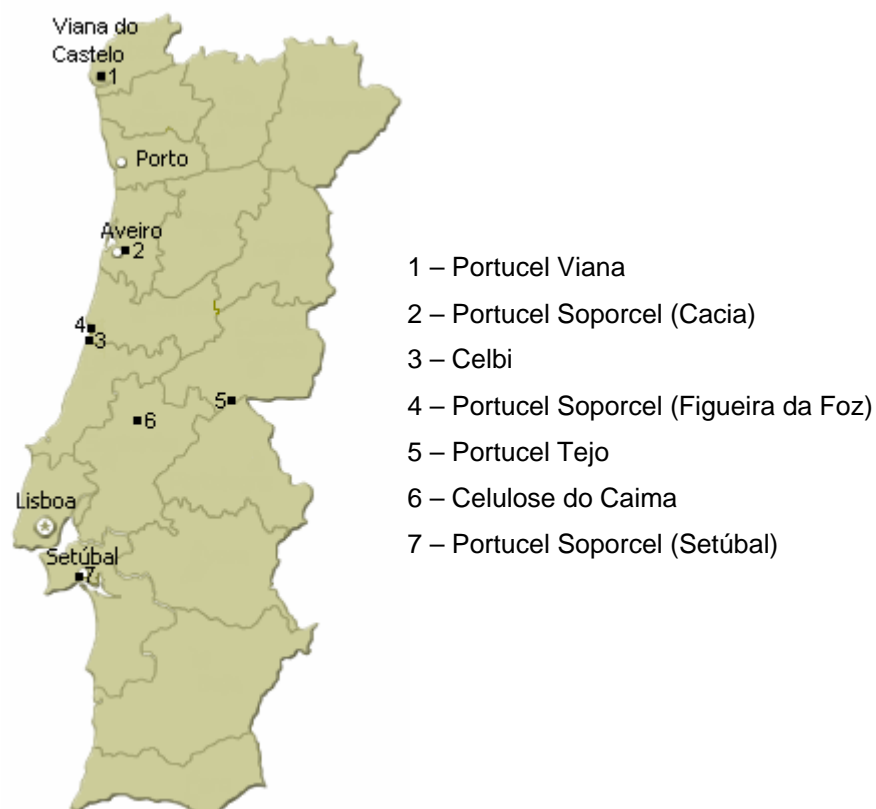 Viana do
Castelo
1
Porto
Aveiro
2
4
3
5
6
Lisboa
Setúbal
7
1 – Portucel Viana
2 – Portucel Soporcel (Cacia)
3 – Celbi
4 – Portucel Soporcel (Figueira da Foz)
5 – Portucel Tejo
6 – Celulose do Caima
7 – Portucel Soporcel (Setúbal)